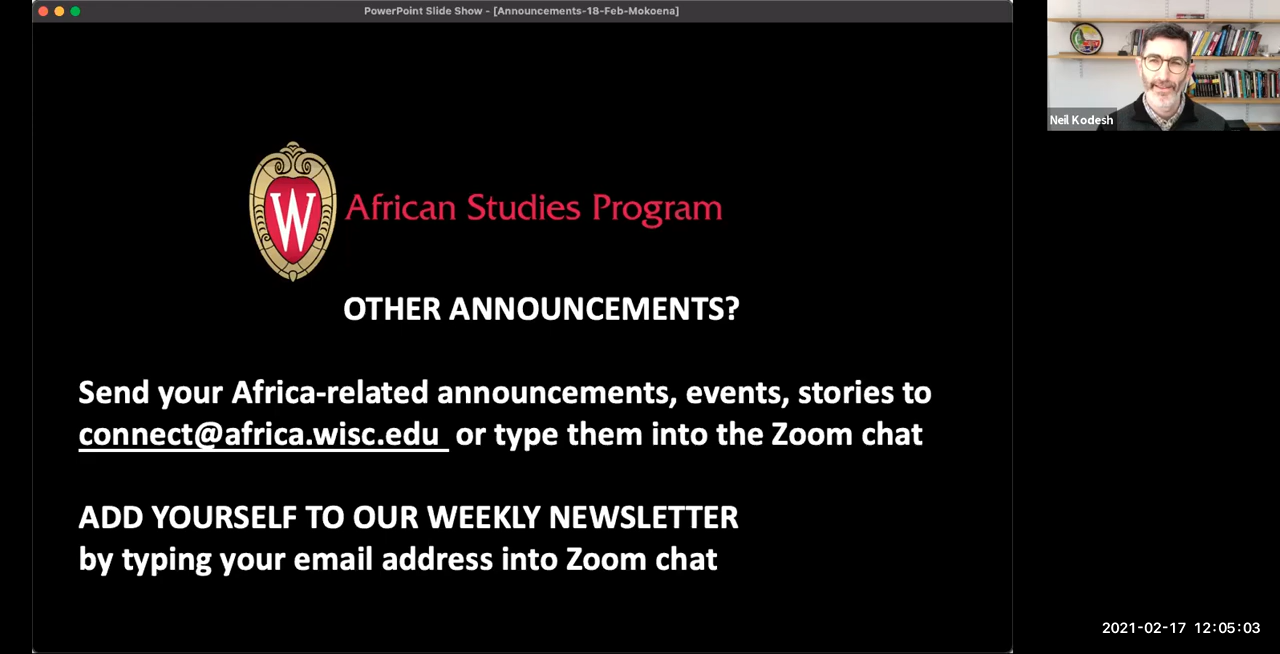 PowerPoint Slide Show - [Announcements-18-Feb-Mokoena]
Neil Kodesh
W African Studies Program
OTHER ANNOUNCEMENTS?
Send your Africa-related announcements, events, stories to
connect@africa.wisc.edu or type them into the Zoom chat
ADD YOURSELF TO OUR WEEKLY NEWSLETTER
by typing your email address into Zoom chat
2021-02-17 12:05:03